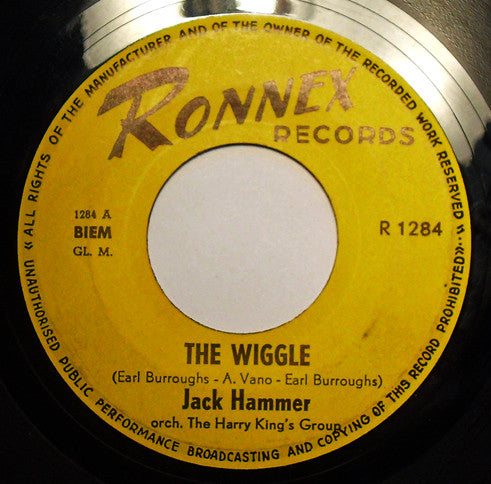 « ALL RIGHTS OF THE MANUFACTURER AND OF THE OWNER OF THE RECORDED WORK RESERVED »...
UNAUTHORISED PUBLIC PERFORMANCE BROADCASTING AND COPYING OF THIS RECORD PROHIBITED»
RONNEX
RECORDS
1284 A
BIEM
GL. M.
R 1284
THE WIGGLE
(Earl Burroughs - A. Vano - Earl Burroughs)
Jack Hammer
orch. The Harry King's Group